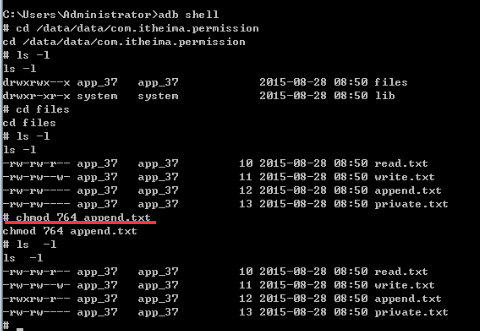 C:\Users\Administrator>adb shell
# cd /data/data/com.itheima.permission
cd /data/data/com.itheima.permission
# ls -l
ls -l
drwxrwx--x app_37   app_37            2015-08-28 08:50 files
drwxr-xr-x system   system            2015-08-28 08:50 lib
# cd files
cd files
# ls -l
ls -l
-rw-rw-r-- app_37   app_37         10 2015-08-28 08:50 read.txt
-rw-rw--w- app_37   app_37         11 2015-08-28 08:50 write.txt
-rw-rw---- app_37   app_37         12 2015-08-28 08:50 append.txt
-rw-rw---- app_37   app_37         13 2015-08-28 08:50 private.txt
# chmod 764 append.txt
chmod 764 append.txt
# ls  -l
ls  -l
-rw-rw-r-- app_37   app_37         10 2015-08-28 08:50 read.txt
-rw-rw--w- app_37   app_37         11 2015-08-28 08:50 write.txt
-rwxrw-r-- app_37   app_37         12 2015-08-28 08:50 append.txt
-rw-rw---- app_37   app_37         13 2015-08-28 08:50 private.txt
# _